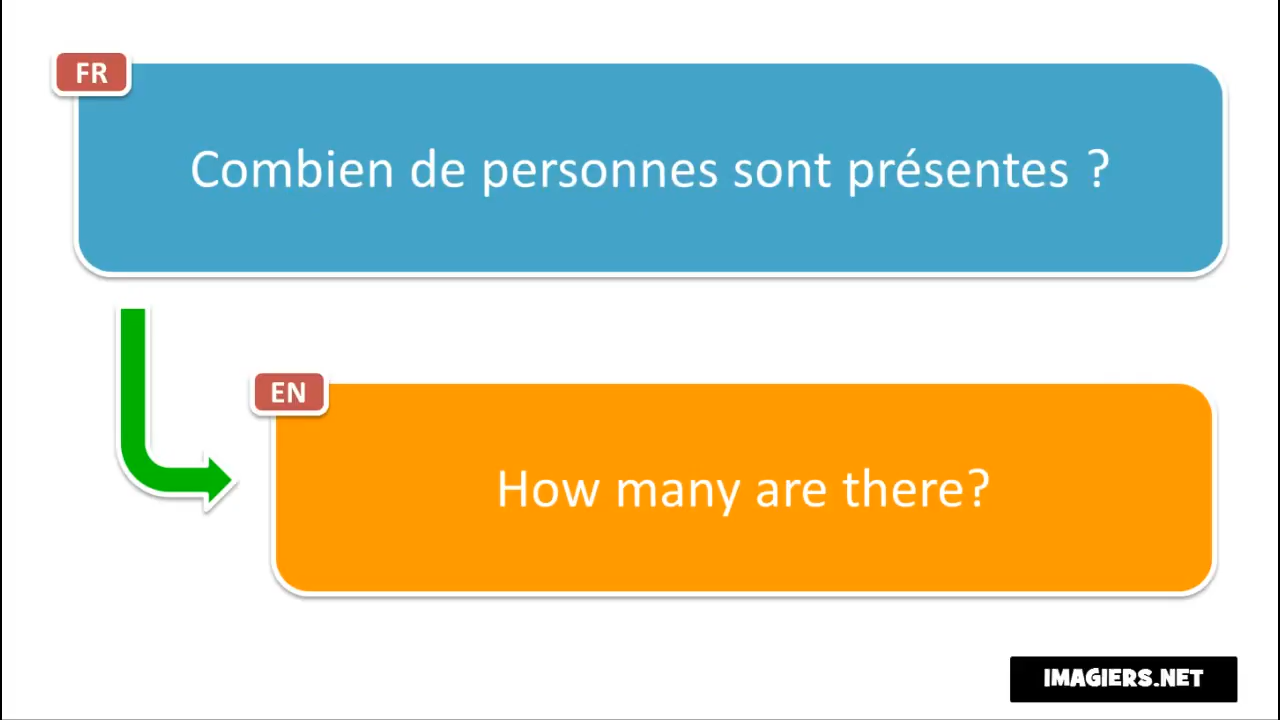 FR
Combien de personnes sont présentes ?
EN
How many are there?
IMAGIERS.NET